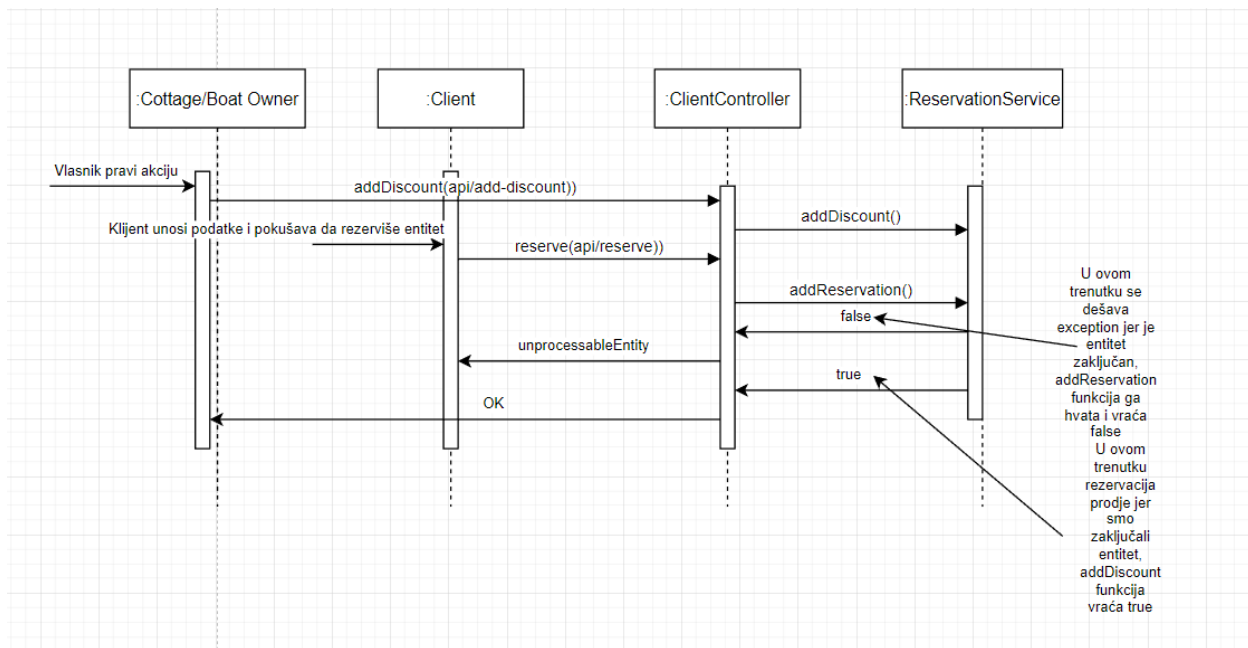 :Cottage/Boat Owner
:Client
:ClientController
:ReservationService
Vlasnik pravi akciju
addDiscount(api/add-discount))
addDiscount()
Klijent unosi podatke i pokušava da rezerviše entitet
reserve(api/reserve))
addReservation()
false
unprocessableEntity
true
OK
U ovom
trenutku se
dešava
exception jer je
entitet
zaključan,
addReservation
funkcija ga
hvata i vraća
false
U ovom
trenutku
rezervacija
prodje jer
smo
zaključali
entitet,
addDiscount
funkcija
vraća true